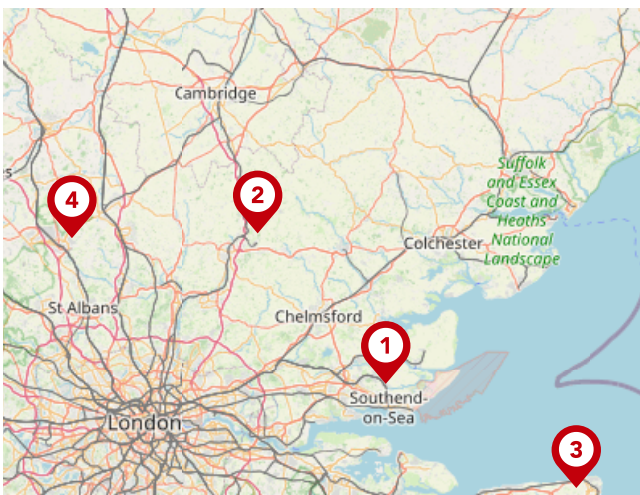 Cambridge
2
4
s
Suffolk
and Essex
Coast and
Heaths
National
Landscape
Colchester
St Albans
Chelmsford
1
Southend-
on-Sea
London
3